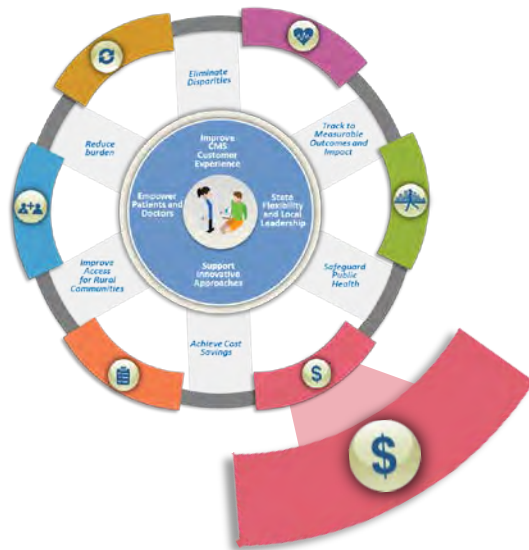 Eliminate
Disparities
Reduce
burden
Improve
CMS
Customer
Experience
Track to
Measurable
Outcomes and
Impact
Empower
Patients and
Doctors
State
Flexibility
and Local
Leadership
Improve
Access
for Rural
Communities
Support
Innovative
Approaches
Safeguard
Public
Health
Achieve Cost
Savings
$
$